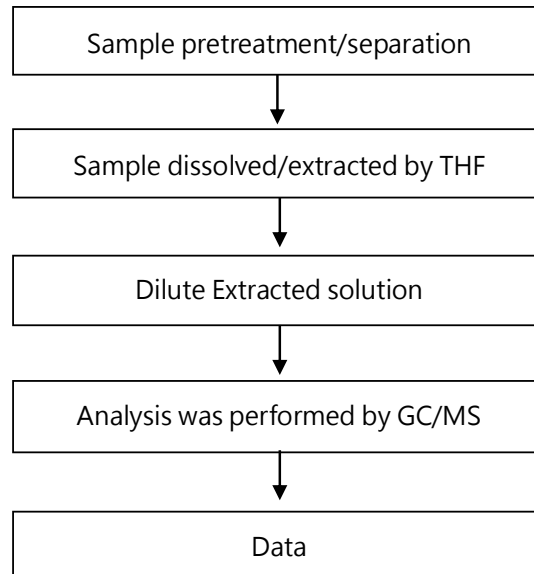 Sample pretreatment/separation
Sample dissolved/extracted by THF
Dilute Extracted solution
Analysis was performed by GC/MS
Data